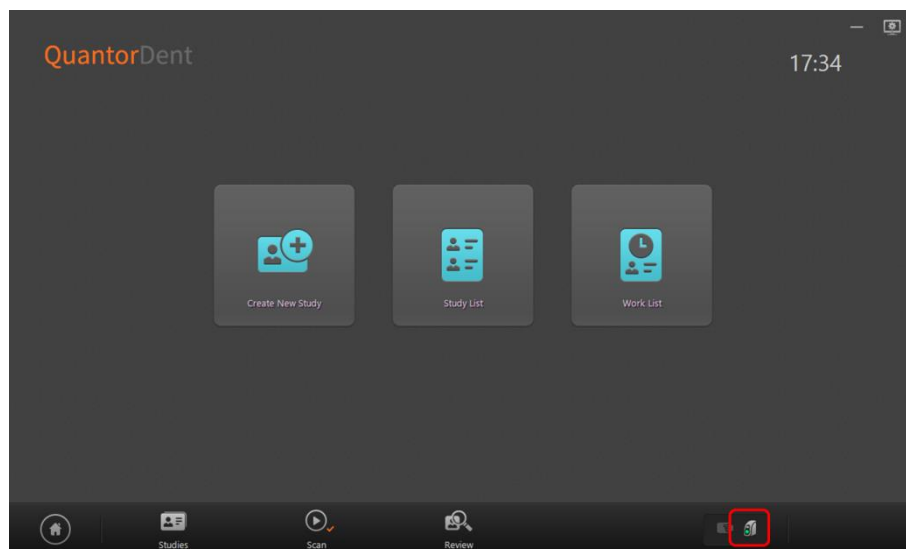 QuantorDent
17:34
Create New Study
Study List
Work List
Studies
Scan
Review